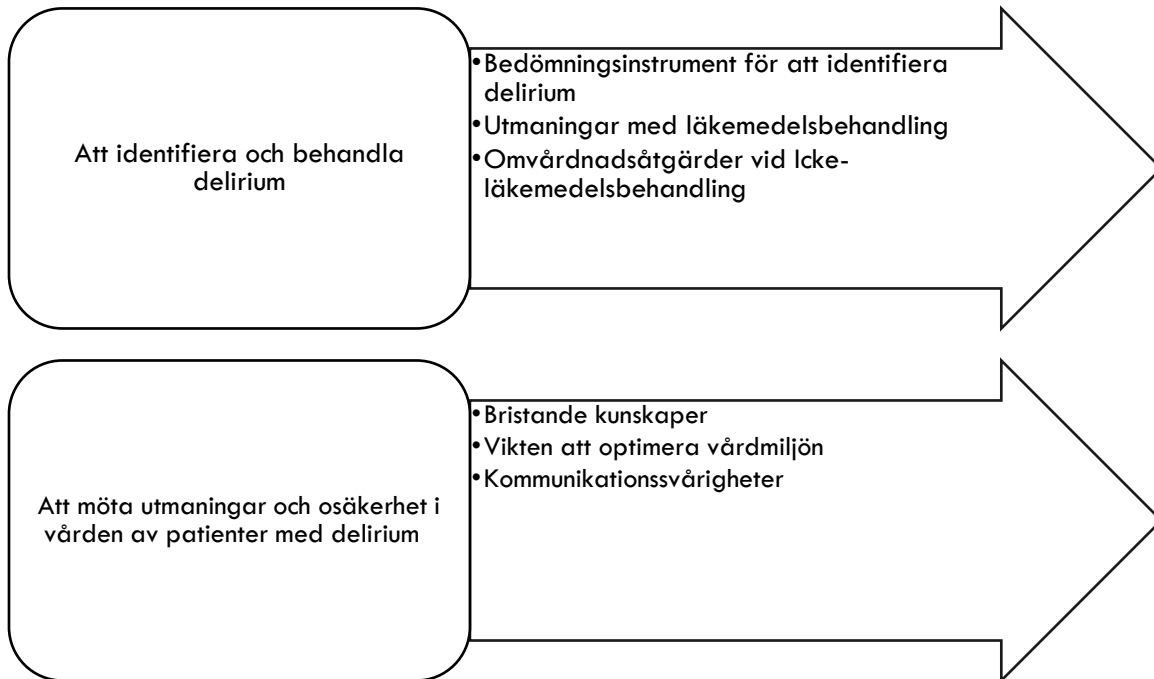 Att identifiera och behandla
delirium
•Bedömningsinstrument för att identifiera
delirium
•Utmaningar med läkemedelsbehandling
•Omvårdnadsåtgärder vid Icke-
läkemedelsbehandling
Att möta utmaningar och osäkerhet i
vården av patienter med delirium
•Bristande kunskaper
•Vikten att optimera vårdmiljön
•Kommunikationssvårigheter